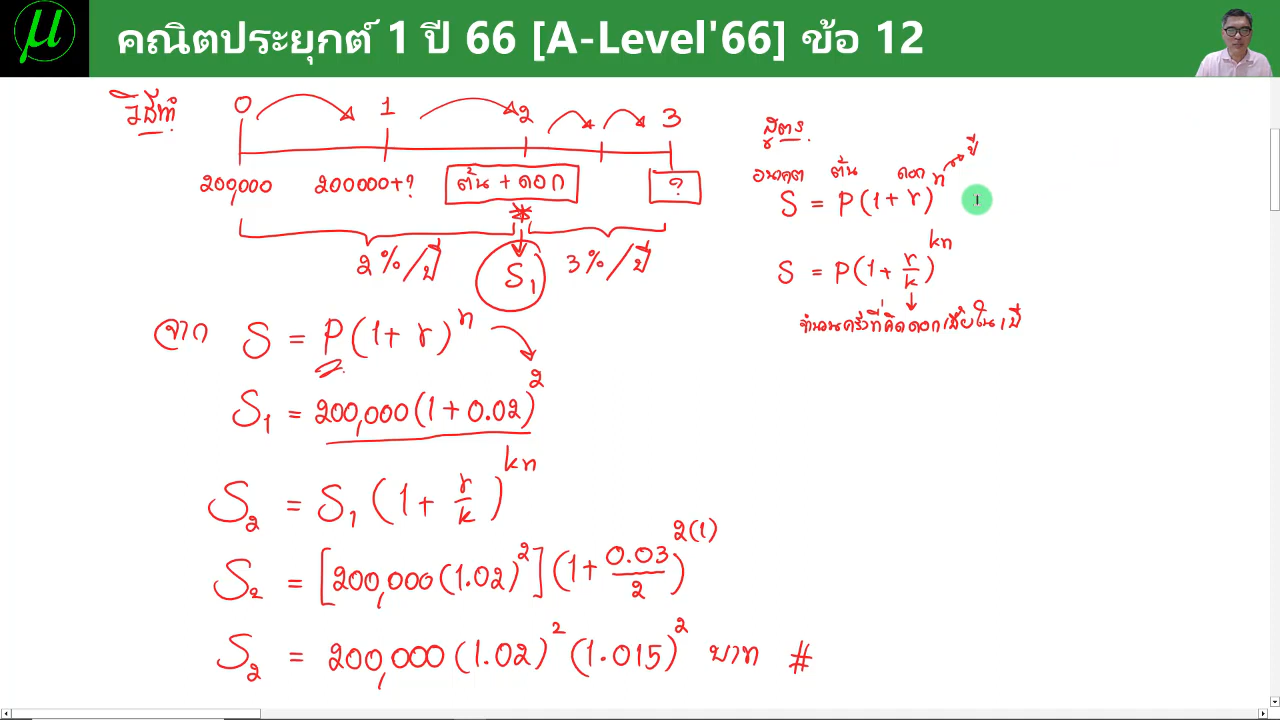 μ
คณิตประยุกต์ 1 ปี 66 [A-Level'66] ข้อ 12
วิธีทำ
0 1 2 3
200,000 200000+? ต้น + ดอก ?
*
2%/ปี S₁ 3%/ปี
สูตร
อนาคต ต้น ดอก ปี
S = P(1+r)ⁿ
S = P(1+r/k)^kn
จำนวนครั้งที่คิดดอกเบี้ยใน 1 ปี
จาก S = P(1+r)ⁿ
S₁ = 200,000(1+0.02)²
S₂ = S₁(1+r/k)^kn
S₂ = [200,000(1.02)²](1+0.03/2)^2(1)
S₂ = 200,000(1.02)²(1.015)² บาท #